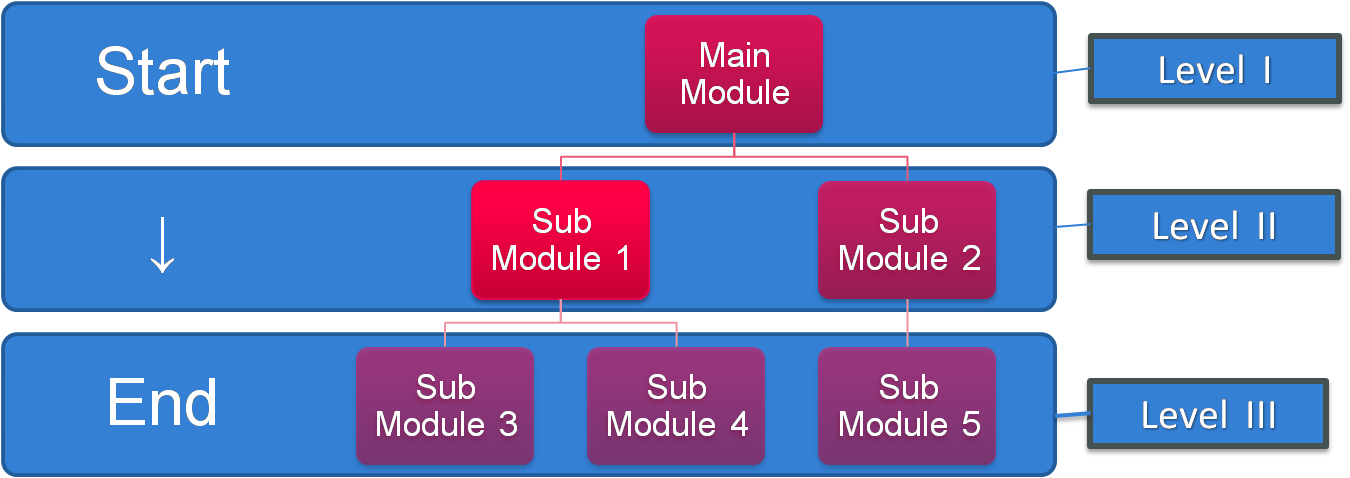 Start
Main
Module
Level I
↓
Sub
Module 1
Sub
Module 2
Level II
End
Sub
Module 3
Sub
Module 4
Sub
Module 5
Level III